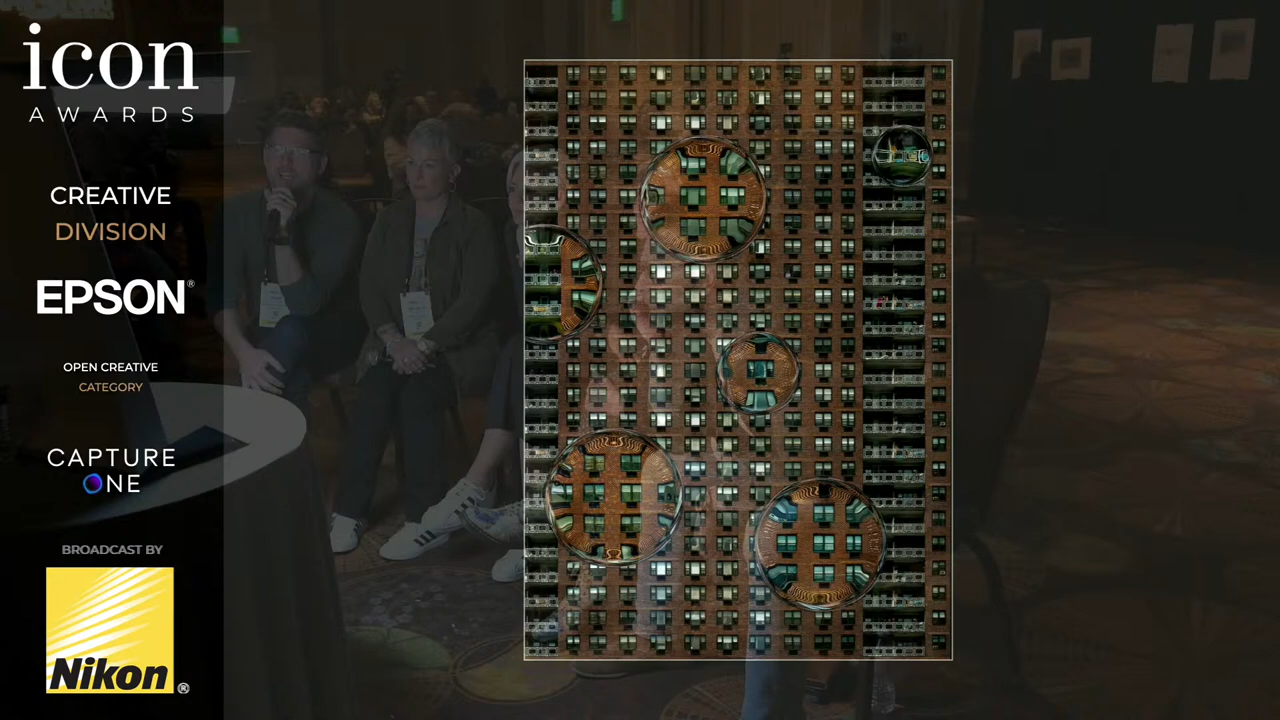 icon
AWARDS
CREATIVE
DIVISION
EPSON®
OPEN CREATIVE
CATEGORY
CAPTURE
ONE
BROADCAST BY
Nikon®